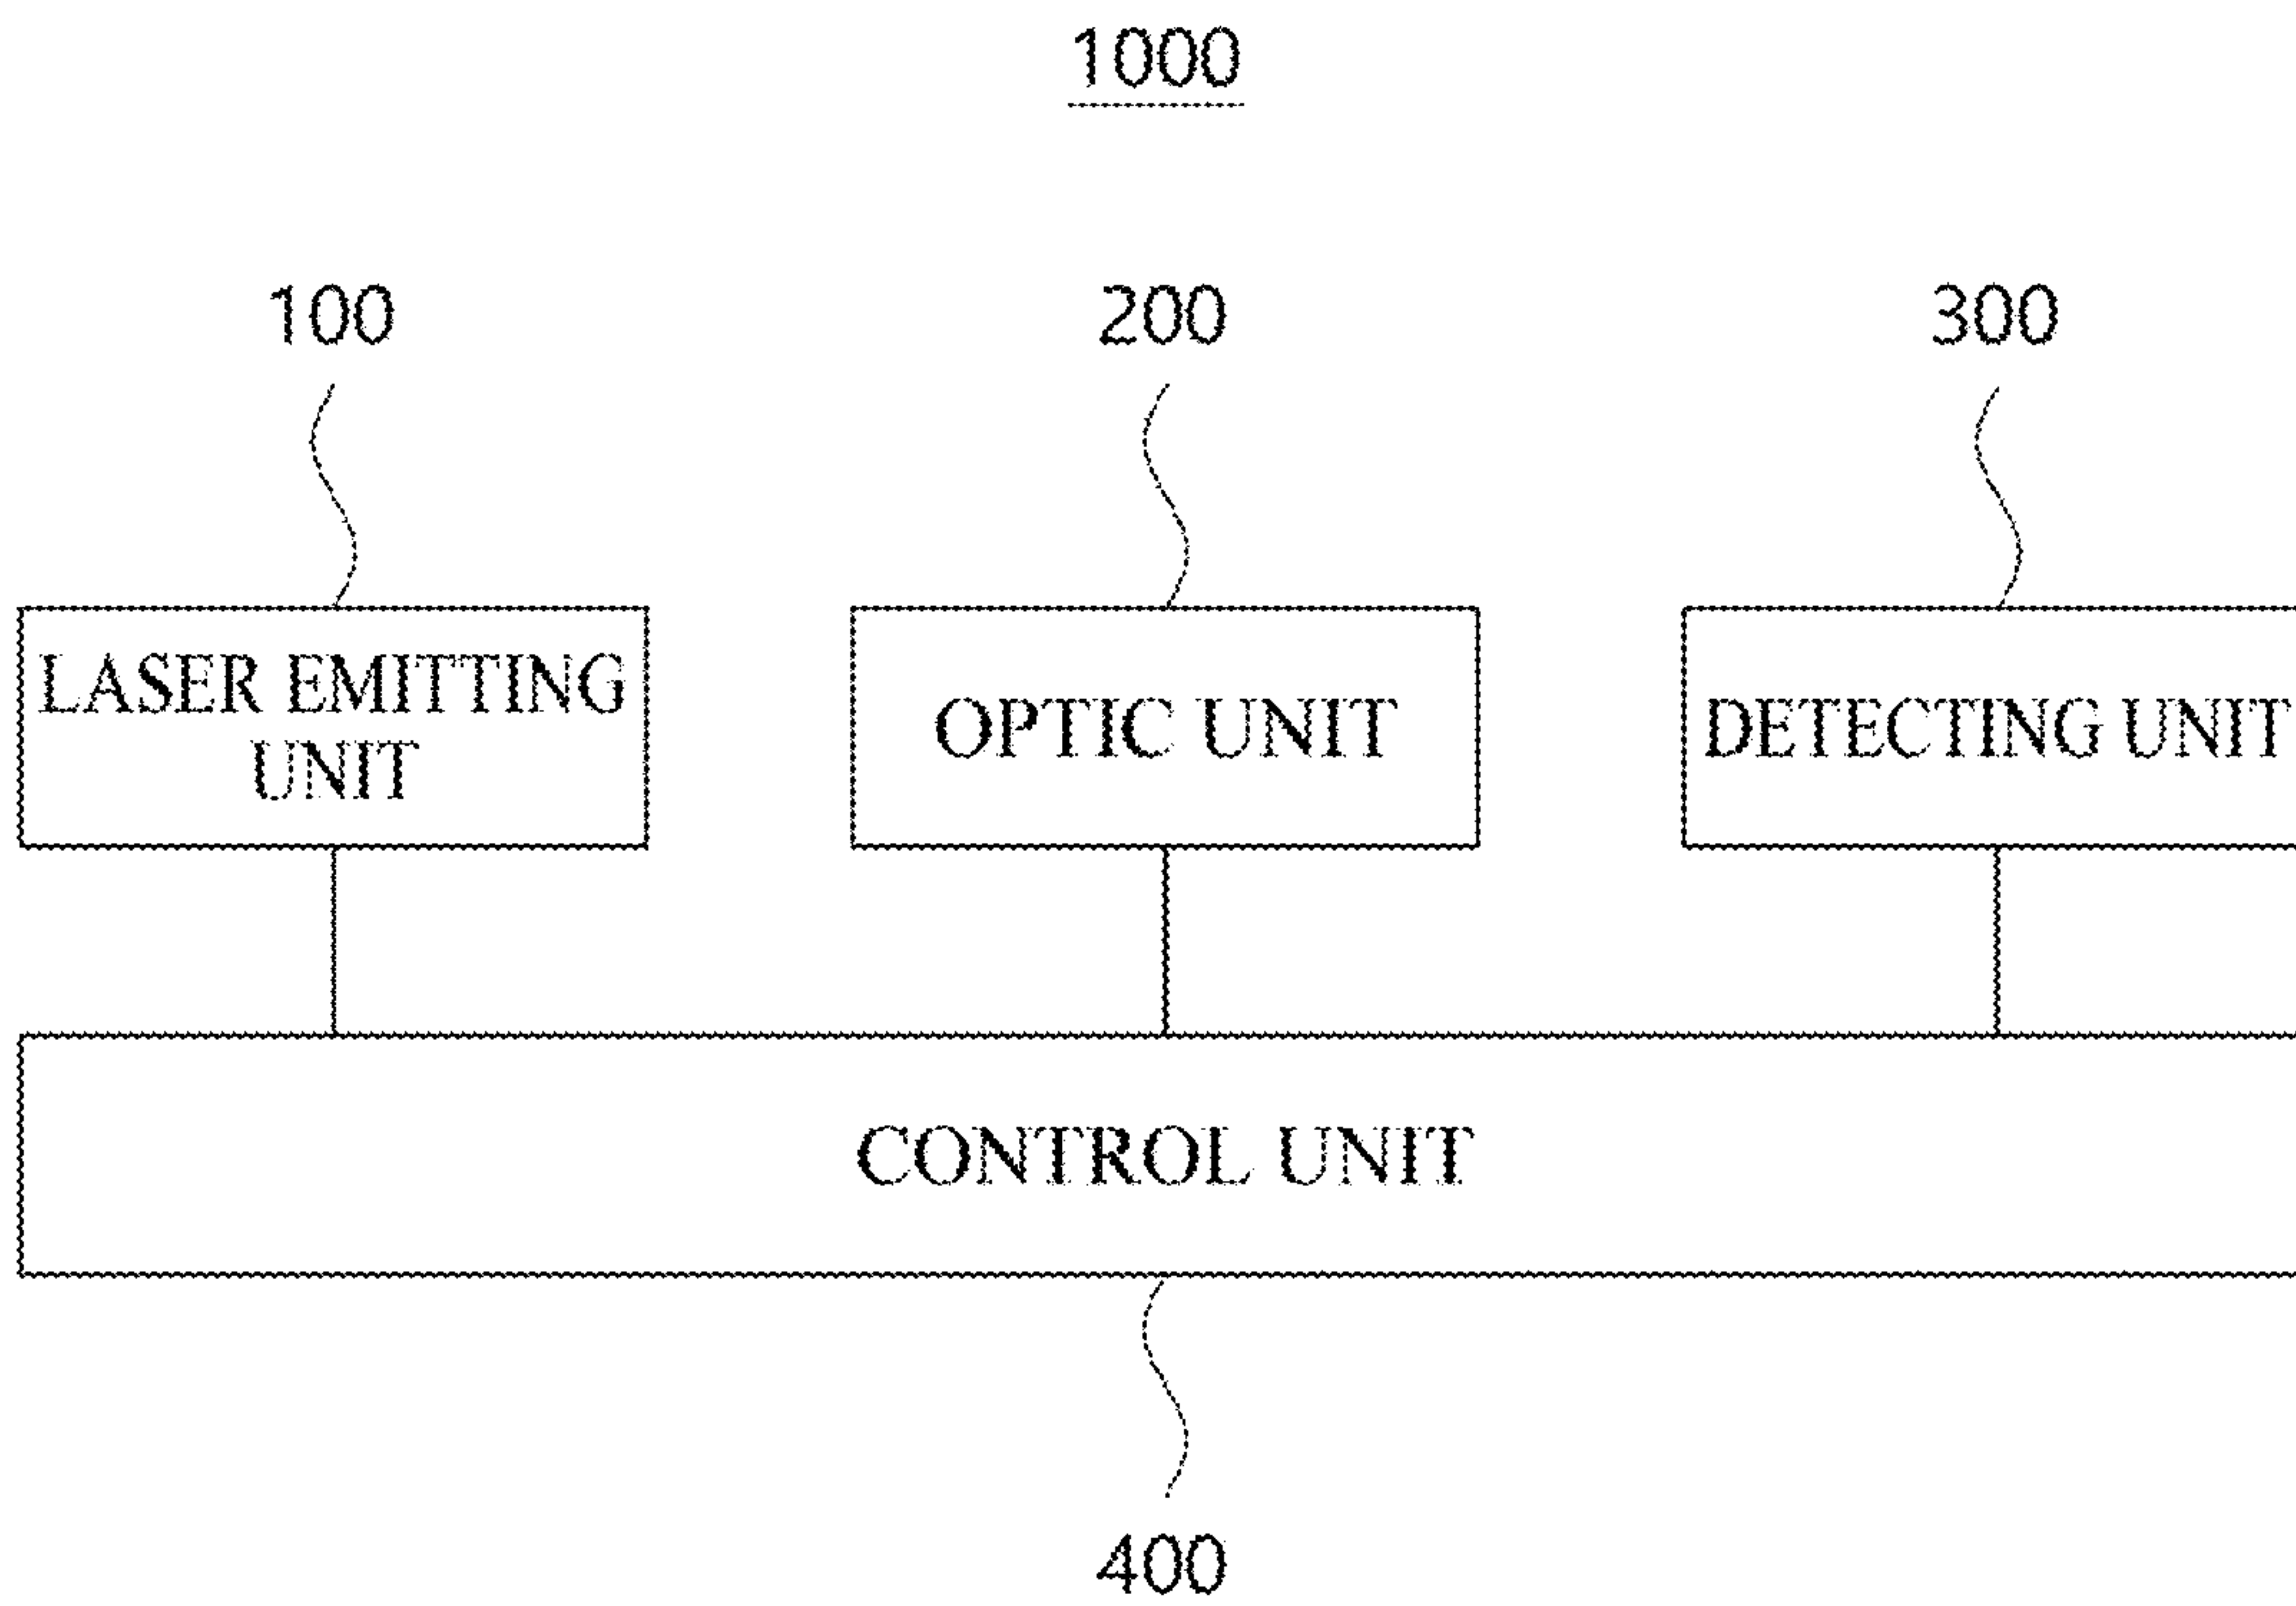 1000
100
200
300
LASER EMITTING
UNIT
OPTIC UNIT
DETECTING UNIT
CONTROL UNIT
400